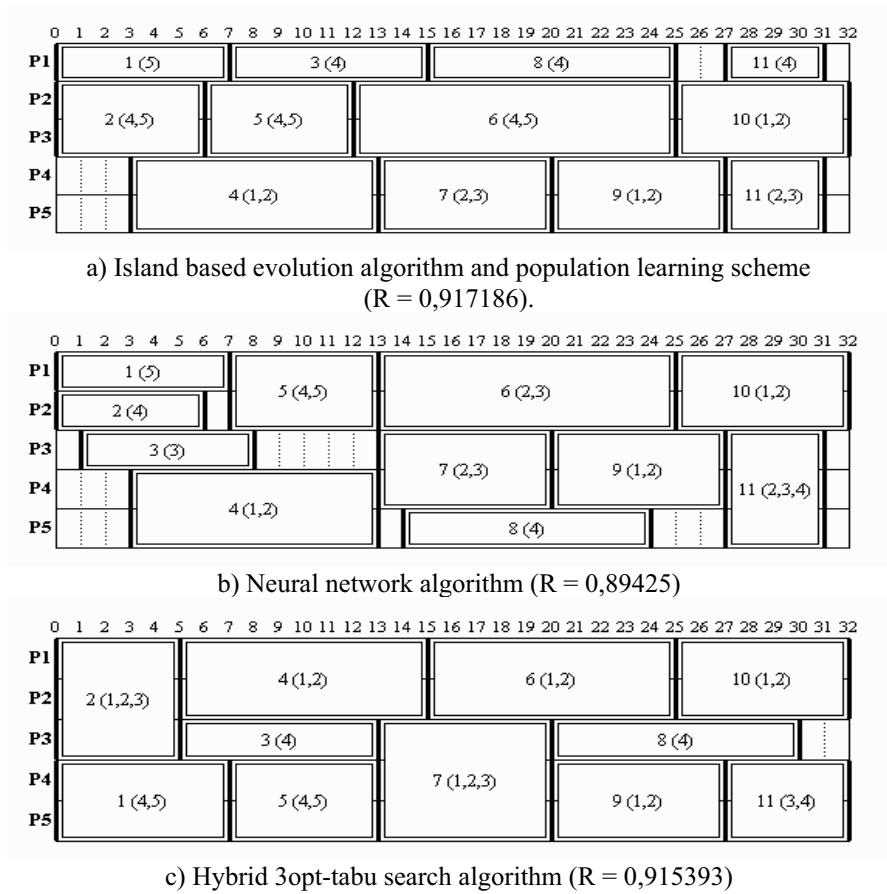 0 1 2 3 4 5 6 7 8 9 10 11 12 13 14 15 16 17 18 19 20 21 22 23 24 25 26 27 28 29 30 31 32
P1 1 (5) 3 (4) 8 (4) 11 (4)
P2
2 (4,5) 5 (4,5) 6 (4,5) 10 (1,2)
P3
P4
4 (1,2) 7 (2,3) 9 (1,2) 11 (2,3)
P5
a) Island based evolution algorithm and population learning scheme
(R = 0,917186).
0 1 2 3 4 5 6 7 8 9 10 11 12 13 14 15 16 17 18 19 20 21 22 23 24 25 26 27 28 29 30 31 32
P1 1 (5)
5 (4,5) 6 (2,3) 10 (1,2)
P2 2 (4)
P3 3 (3)
7 (2,3) 9 (1,2)
P4 11 (2,3,4)
4 (1,2)
P5 8 (4)
b) Neural network algorithm (R = 0,89425)
0 1 2 3 4 5 6 7 8 9 10 11 12 13 14 15 16 17 18 19 20 21 22 23 24 25 26 27 28 29 30 31 32
P1
4 (1,2) 6 (1,2) 10 (1,2)
P2 2 (1,2,3)
P3 3 (4) 8 (4)
P4 7 (1,2,3)
1 (4,5) 5 (4,5) 9 (1,2) 11 (3,4)
P5
c) Hybrid 3opt-tabu search algorithm (R = 0,915393)